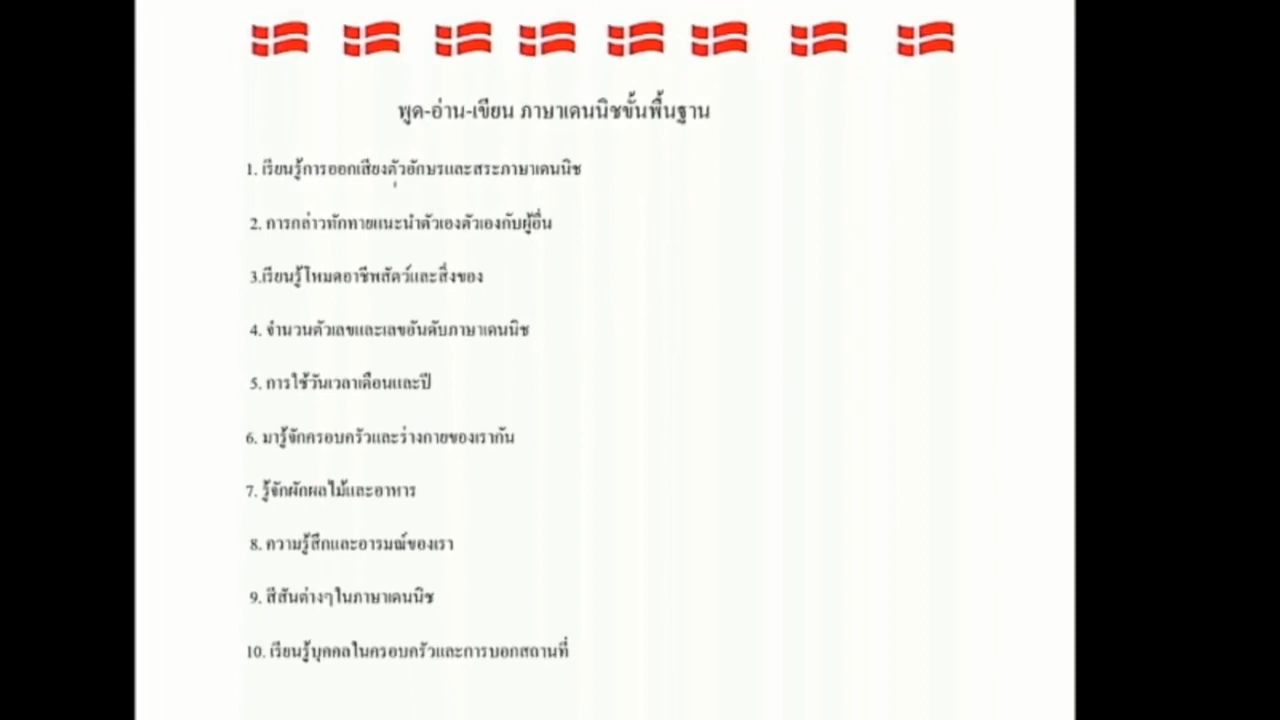 พูด-อ่าน-เขียน ภาษาเดนนิชขั้นพื้นฐาน
1. เรียนรู้การออกเสียงตัวอักษรและสระภาษาเดนนิช
2. การกล่าวทักทายแนะนำตัวเองตัวเองกับผู้อื่น
3.เรียนรู้โหมดอาชีพสัตว์และสิ่งของ
4. จำนวนตัวเลขและเลขอันดับภาษาเดนนิช
5. การใช้วันเวลาเดือนและปี
6. มารู้จักครอบครัวและร่างกายของเรากัน
7. รู้จักผักผลไม้และอาหาร
8. ความรู้สึกและอารมณ์ของเรา
9. สีสันต่างๆในภาษาเดนนิช
10. เรียนรู้บุคคลในครอบครัวและการบอกสถานที่